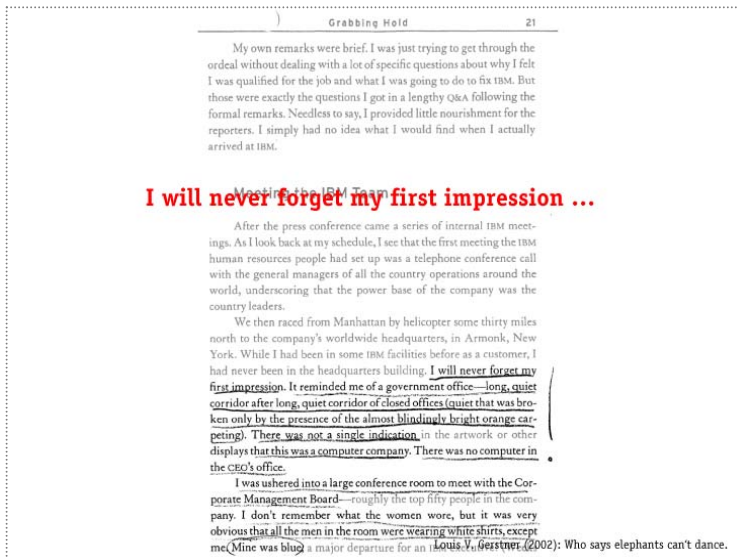 Grabbing Hold 21
My own remarks were brief. I was just trying to get through the
ordeal without dealing with a lot of specific questions about why I felt
I was qualified for the job and what I was going to do to fix IBM. But
those were exactly the questions I got in a lengthy Q&A following the
formal remarks. Needless to say, I provided little nourishment for the
reporters. I simply had no idea what I would find when I actually
arrived at IBM.
Meeting the IBM Team
I will never forget my first impression ...
After the press conference came a series of internal IBM meet-
ings. As I look back at my schedule, I see that the first meeting the IBM
human resources people had set up was a telephone conference call
with the general managers of all the country operations around the
world, underscoring that the power base of the company was the
country leaders.
We then raced from Manhattan by helicopter some thirty miles
north to the company's worldwide headquarters, in Armonk, New
York. While I had been in some IBM facilities before as a customer, I
had never been in the headquarters building. I will never forget my
first impression. It reminded me of a government office—long, quiet
corridor after long, quiet corridor of closed offices (quiet that was bro-
ken only by the presence of the almost blindingly bright orange car-
peting). There was not a single indication in the artwork or other
displays that this was a computer company. There was no computer in
the CEO's office.
I was ushered into a large conference room to meet with the Cor-
porate Management Board—roughly the top fifty people in the com-
pany. I don't remember what the women wore, but it was very
obvious that all the men in the room were wearing white shirts, except
me. Mine was blue, a major departure for an
Louis V. Gerstner (2002): Who says elephants can't dance.